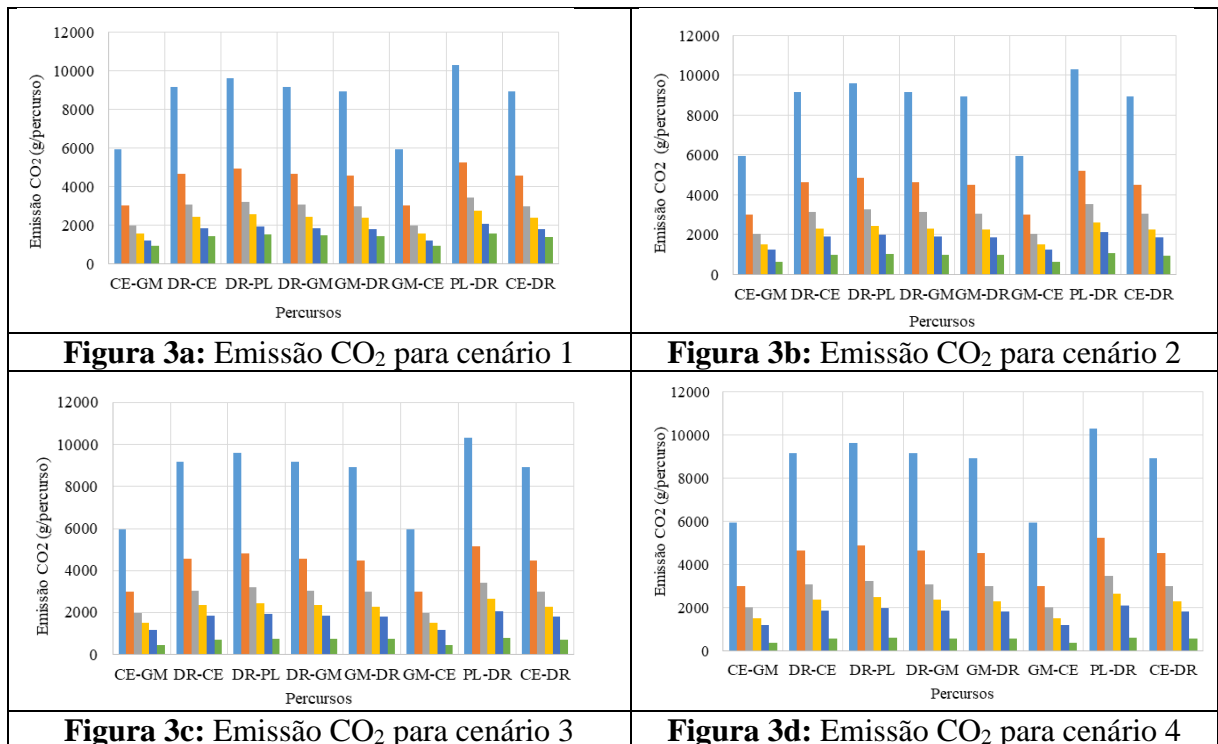 12000
10000
8000
6000
4000
2000
0
Emissão CO2 (g/percurso)
CE-GM DR-CE DR-PL DR-GM GM-DR GM-CE PL-DR CE-DR
Percursos
Figura 3a: Emissão CO₂ para cenário 1
12000
10000
8000
6000
4000
2000
0
Emissão CO2 (g/percurso)
CE-GM DR-CE DR-PL DR-GM GM-DR GM-CE PL-DR CE-DR
Percursos
Figura 3b: Emissão CO₂ para cenário 2
12000
10000
8000
6000
4000
2000
0
Emissão CO2 (g/percurso)
CE-GM DR-CE DR-PL DR-GM GM-DR GM-CE PL-DR CE-DR
Percursos
Figura 3c: Emissão CO₂ para cenário 3
12000
10000
8000
6000
4000
2000
0
Emissão CO2 (g/percurso)
CE-GM DR-CE DR-PL DR-GM GM-DR GM-CE PL-DR CE-DR
Percursos
Figura 3d: Emissão CO₂ para cenário 4